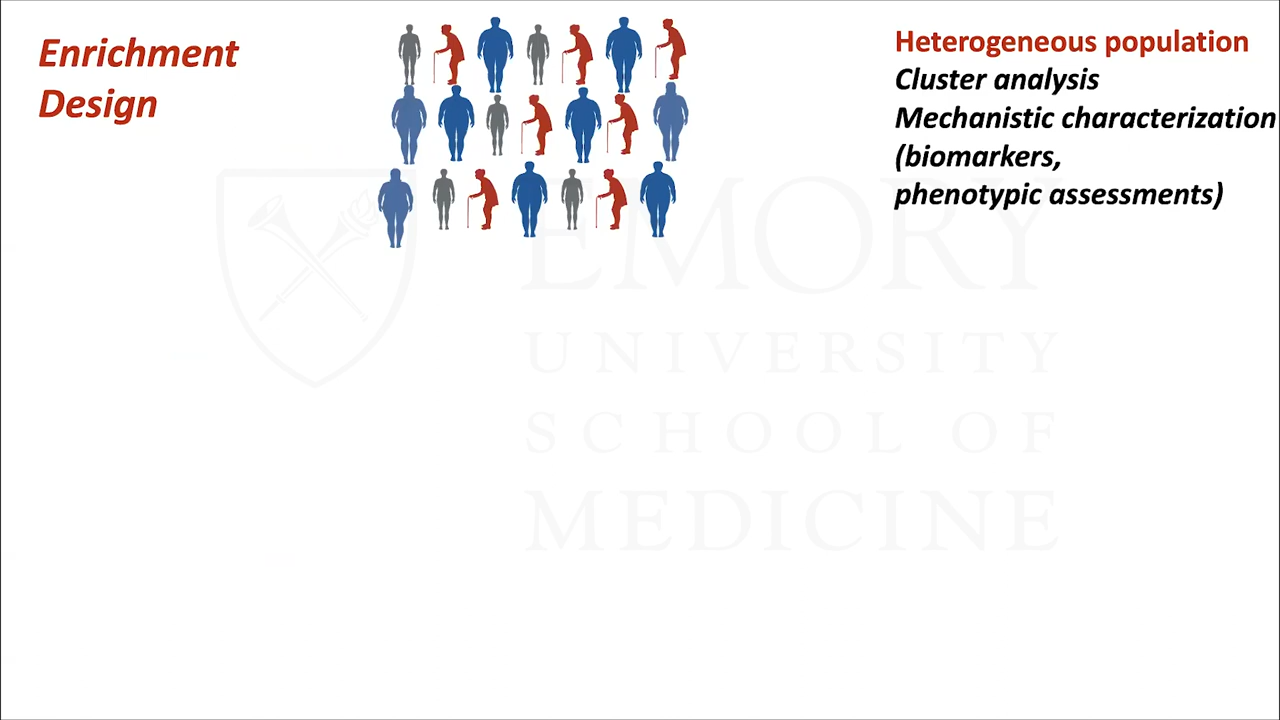 Enrichment
Design
Heterogeneous population
Cluster analysis
Mechanistic characterization
(biomarkers,
phenotypic assessments)
EMORY
UNIVERSITY
SCHOOL OF
MEDICINE